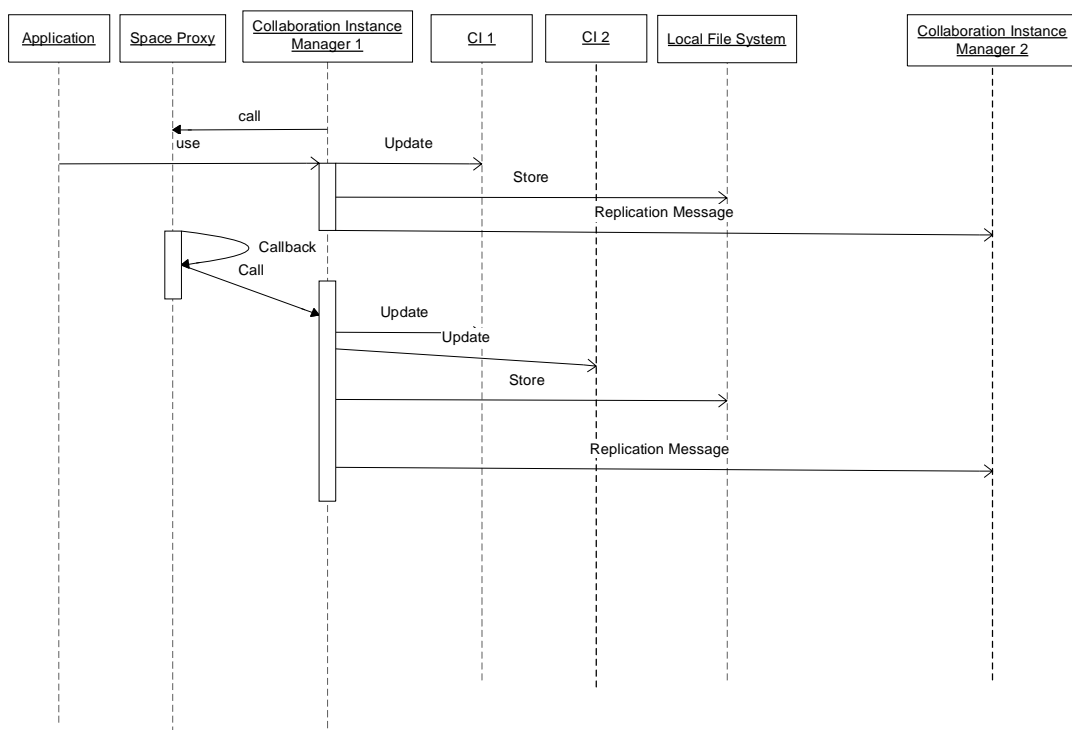 Application
Space Proxy
Collaboration Instance
Manager 1
CI 1
CI 2
Local File System
Collaboration Instance
Manager 2
call
use
Update
Store
Replication Message
Callback
Call
Update
Update
Store
Replication Message